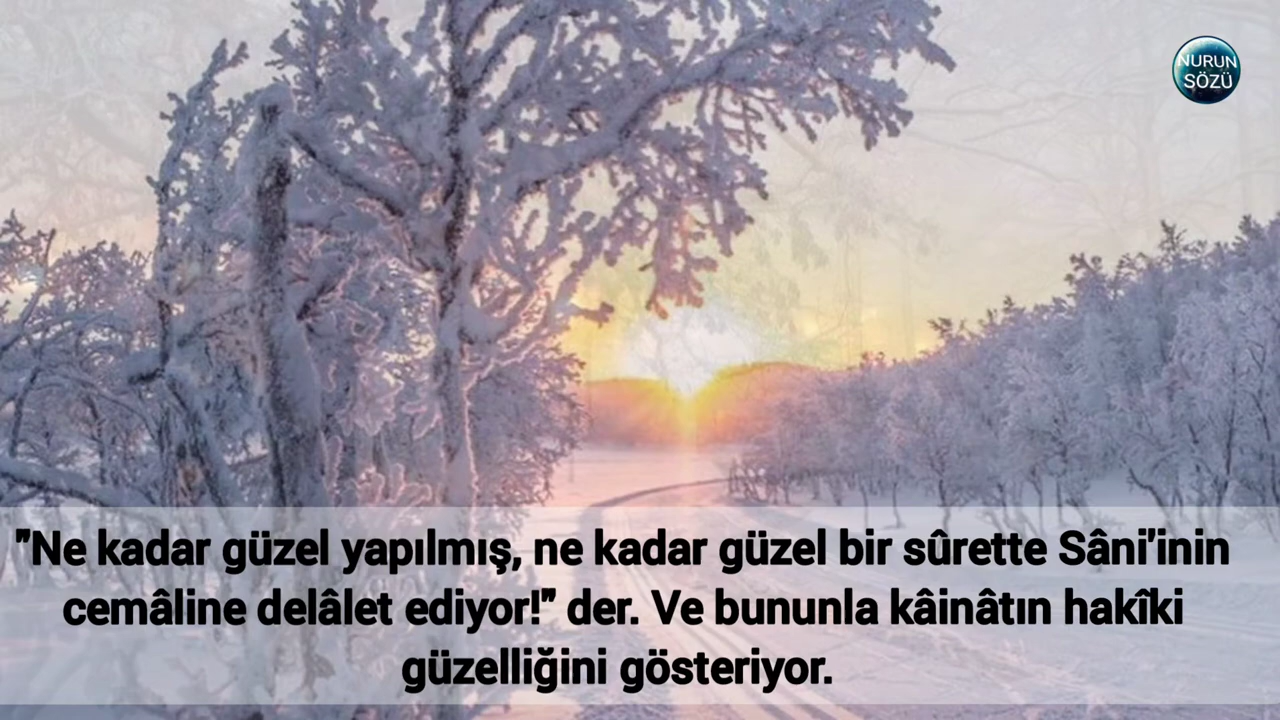 NURUN
SÖZÜ
"Ne kadar güzel yapılmış, ne kadar güzel bir sûrette Sâni'inin
cemâline delâlet ediyor!" der. Ve bununla kâinâtın hakîki
güzelliğini gösteriyor.